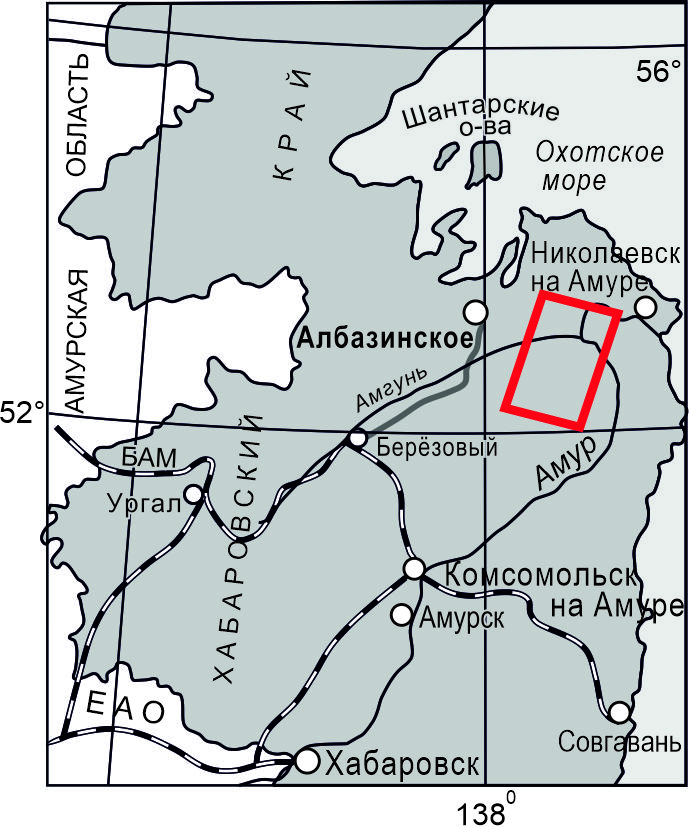 56°
ОБЛАСТЬ
КРАЙ
Шантарские
о-ва
Охотское
море
Николаевск
на Амуре
АМУРСКАЯ
Албазинское
Амгунь
52°
Берёзовый
Амур
БАМ
Ургал
ХАБАРОВСКИЙ
Комсомольск
на Амуре
Амурск
ЕАО
Совгавань
Хабаровск
138⁰